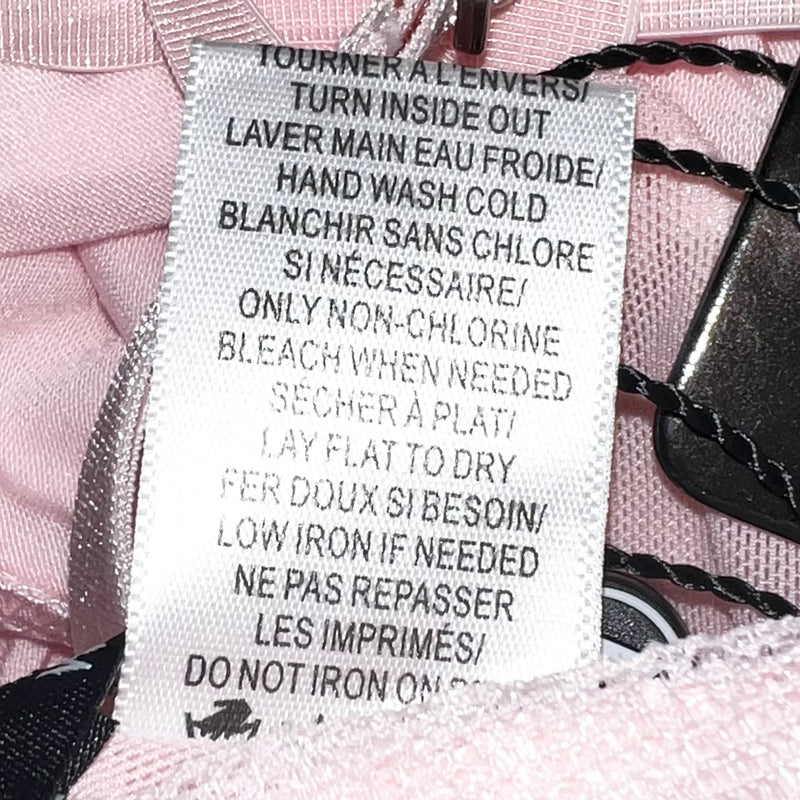 TOURNER À L'ENVERS/
TURN INSIDE OUT
LAVER MAIN EAU FROIDE/
HAND WASH COLD
BLANCHIR SANS CHLORE
SI NÉCESSAIRE/
ONLY NON-CHLORINE
BLEACH WHEN NEEDED
SÉCHER À PLAT/
LAY FLAT TO DRY
FER DOUX SI BESOIN/
LOW IRON IF NEEDED
NE PAS REPASSER
LES IMPRIMÉS/
DO NOT IRON ON